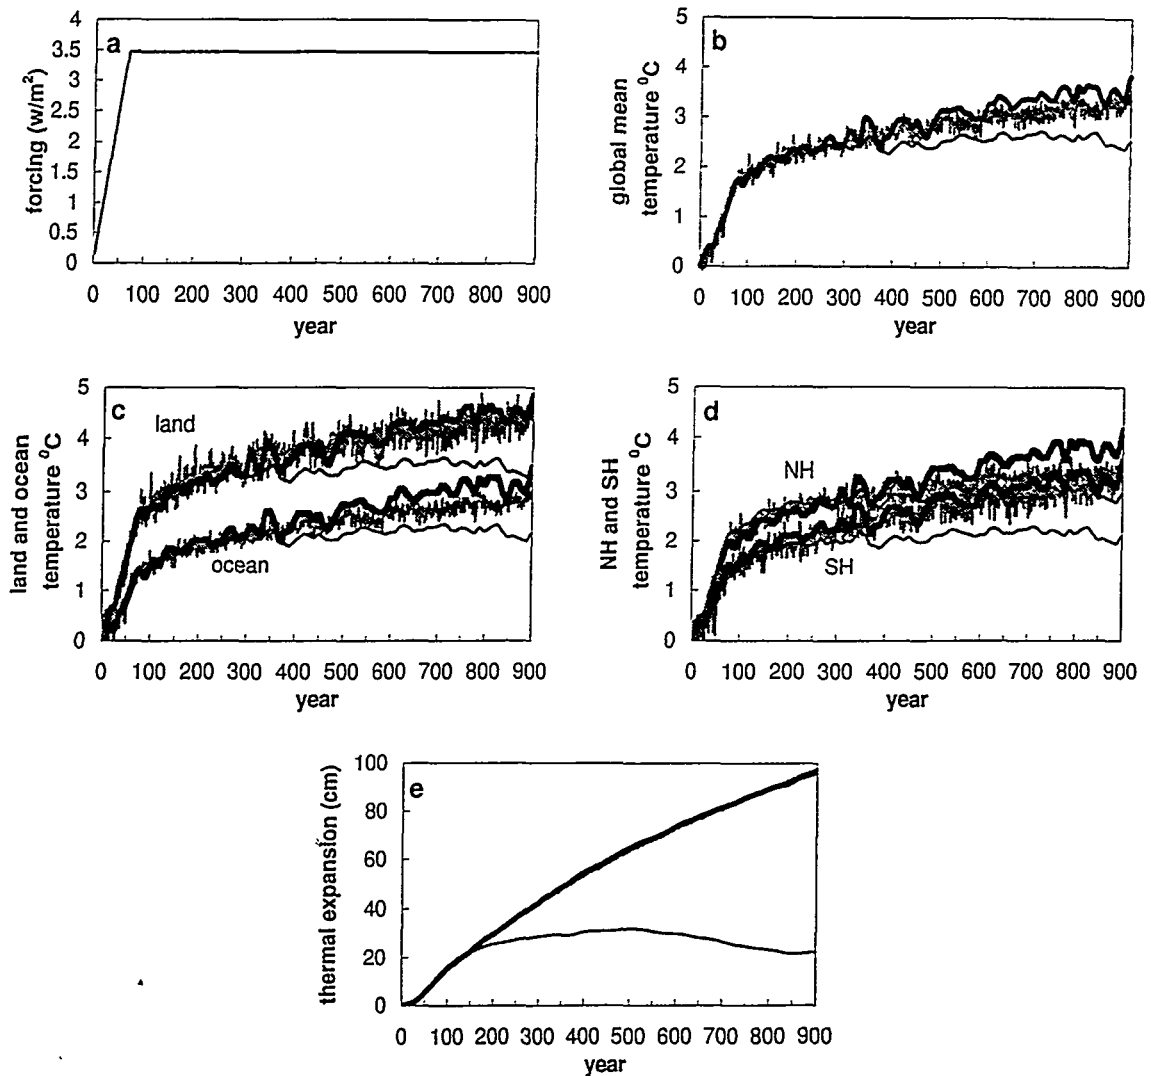 a
forcing (w/m²)
4
3.5
3
2.5
2
1.5
1
0.5
0
0 100 200 300 400 500 600 700 800 900
year
b
global mean
temperature ⁰C
5
4
3
2
1
0
0 100 200 300 400 500 600 700 800 900
year
c
land and ocean
temperature ⁰C
5
4
3
2
1
0
land
ocean
0 100 200 300 400 500 600 700 800 900
year
d
NH and SH
temperature ⁰C
5
4
3
2
1
0
NH
SH
0 100 200 300 400 500 600 700 800 900
year
e
thermal expansion (cm)
100
80
60
40
20
0
0 100 200 300 400 500 600 700 800 900
year